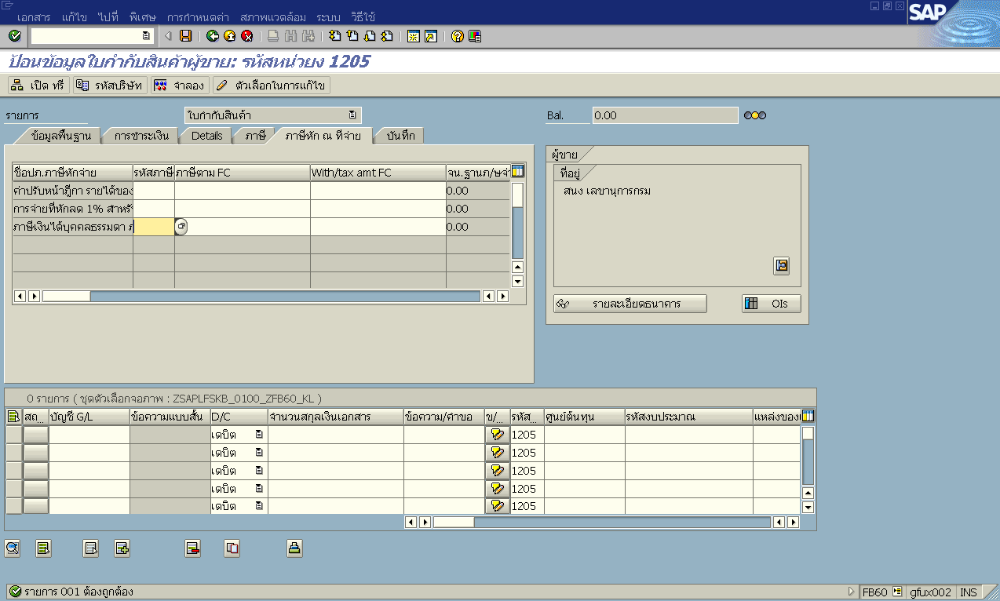 เอกสาร แก้ไข ไปที่ พิเศษ การกำหนดค่า สภาพแวดล้อม ระบบ วิธีใช้
SAP
ป้อนข้อมูลใบกำกับสินค้าผู้ขาย: รหัสหน่วยง 1205
เปิด ทรี รหัสบริษัท จำลอง ตัวเลือกในการแก้ไข
รายการ ใบกำกับสินค้า Bal. 0.00
ข้อมูลพื้นฐาน การชำระเงิน Details ภาษี ภาษีหัก ณ ที่จ่าย บันทึก
ผู้ขาย
ที่อยู่
สนง เลขานุการกรม
ชื่อปภ.ภาษีหักจ่าย รหัสภาษี ภาษีตาม FC With/tax amt FC จน.ฐานภ/ษจ่า
ค่าปรับหน้าฎีกา รายได้ของ 0.00
การจ่ายที่หักลด 1% สำหรั 0.00
ภาษีเงินได้บุคคลธรรมดา ภ 0.00
รายละเอียดธนาคาร OIs
0 รายการ ( ชุดตัวเลือกจอภาพ : ZSAPLFSKB_0100_ZFB60_KL )
สถ... บัญชี G/L ข้อความแบบสั้น D/C จำนวนสกุลเงินเอกสาร ข้อความ/คำขอ ข/... รหัส... ศูนย์ต้นทุน รหัสงบประมาณ แหล่งของเ
เดบิต 1205
เดบิต 1205
เดบิต 1205
เดบิต 1205
เดบิต 1205
รายการ 001 ต้องถูกต้อง FB60 gfux002 INS